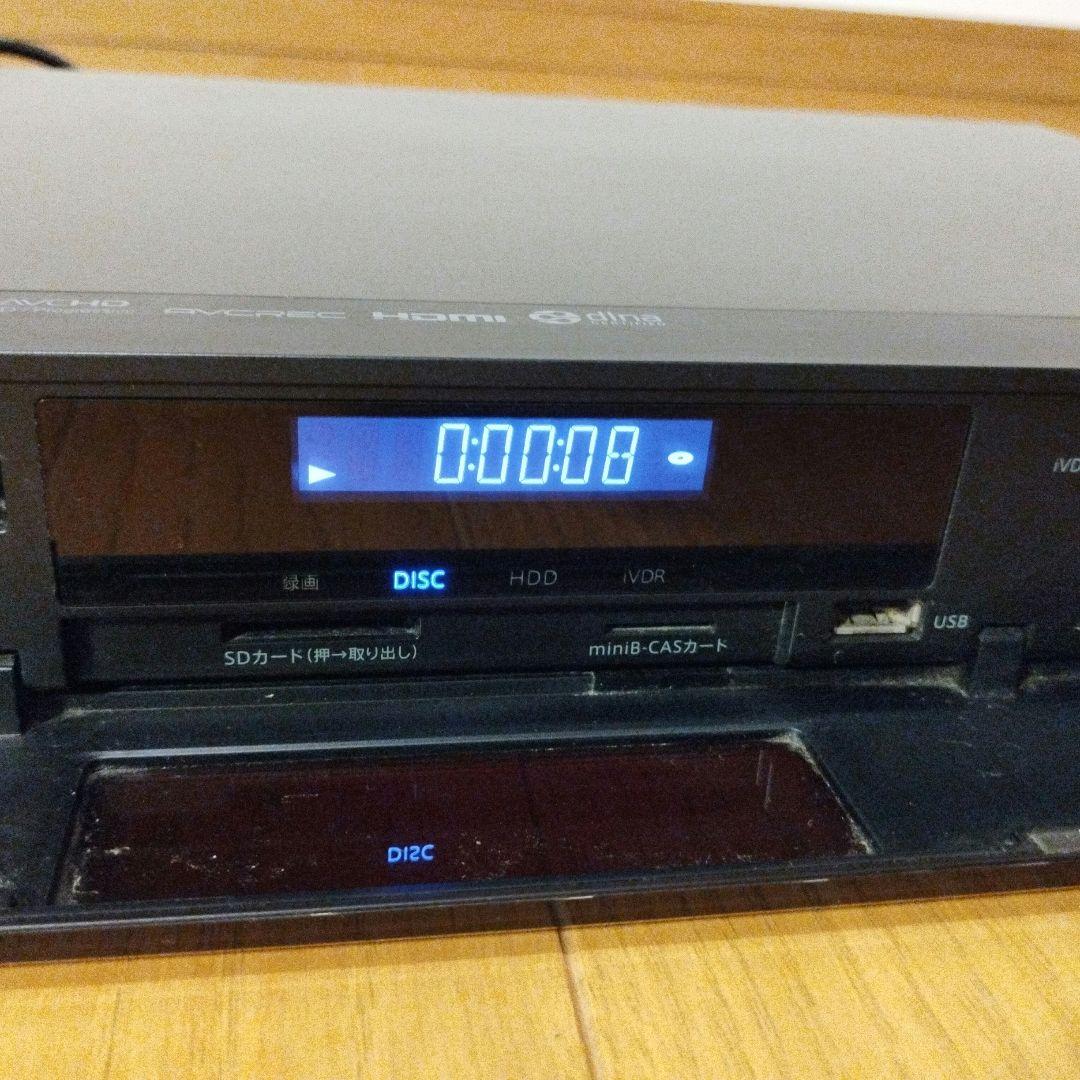 AVCHD
AVCREC HDMI dlna
0:00:08
iVD
録画 DISC HDD iVDR
SDカード(押→取り出し) miniB-CASカード USB
DISC